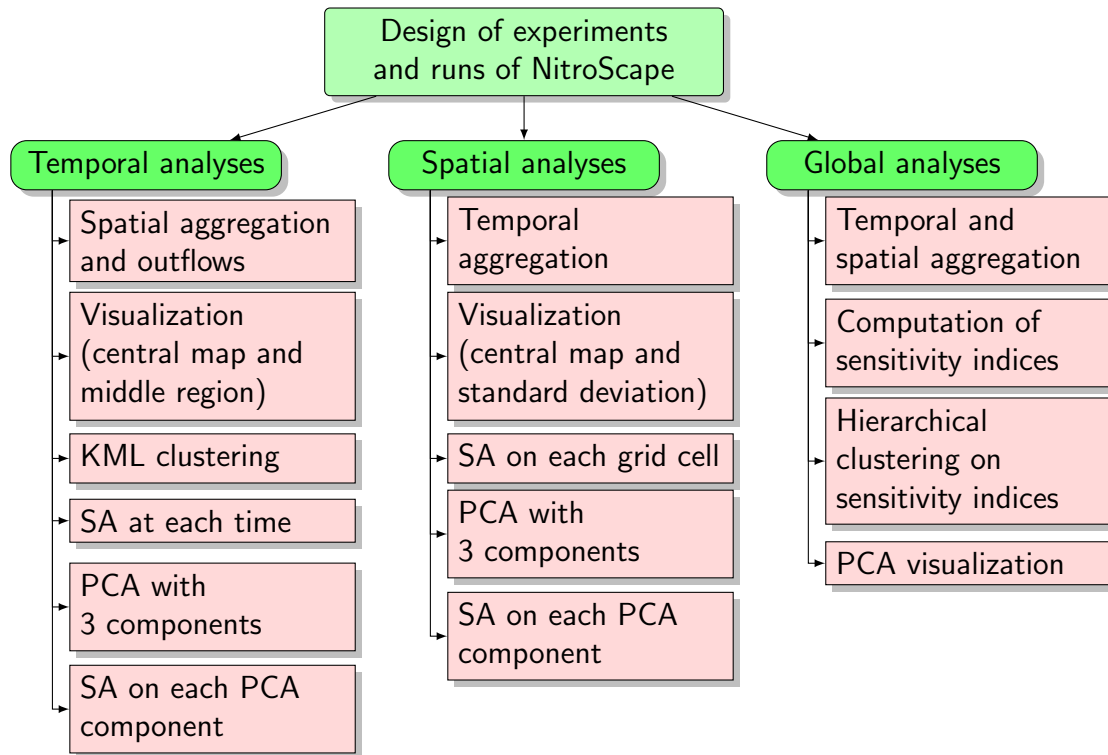 Design of experiments
and runs of NitroScape
Temporal analyses
Spatial aggregation
and outflows
Visualization
(central map and
middle region)
KML clustering
SA at each time
PCA with
3 components
SA on each PCA
component
Spatial analyses
Temporal
aggregation
Visualization
(central map and
standard deviation)
SA on each grid cell
PCA with
3 components
SA on each PCA
component
Global analyses
Temporal and
spatial aggregation
Computation of
sensitivity indices
Hierarchical
clustering on
sensitivity indices
PCA visualization